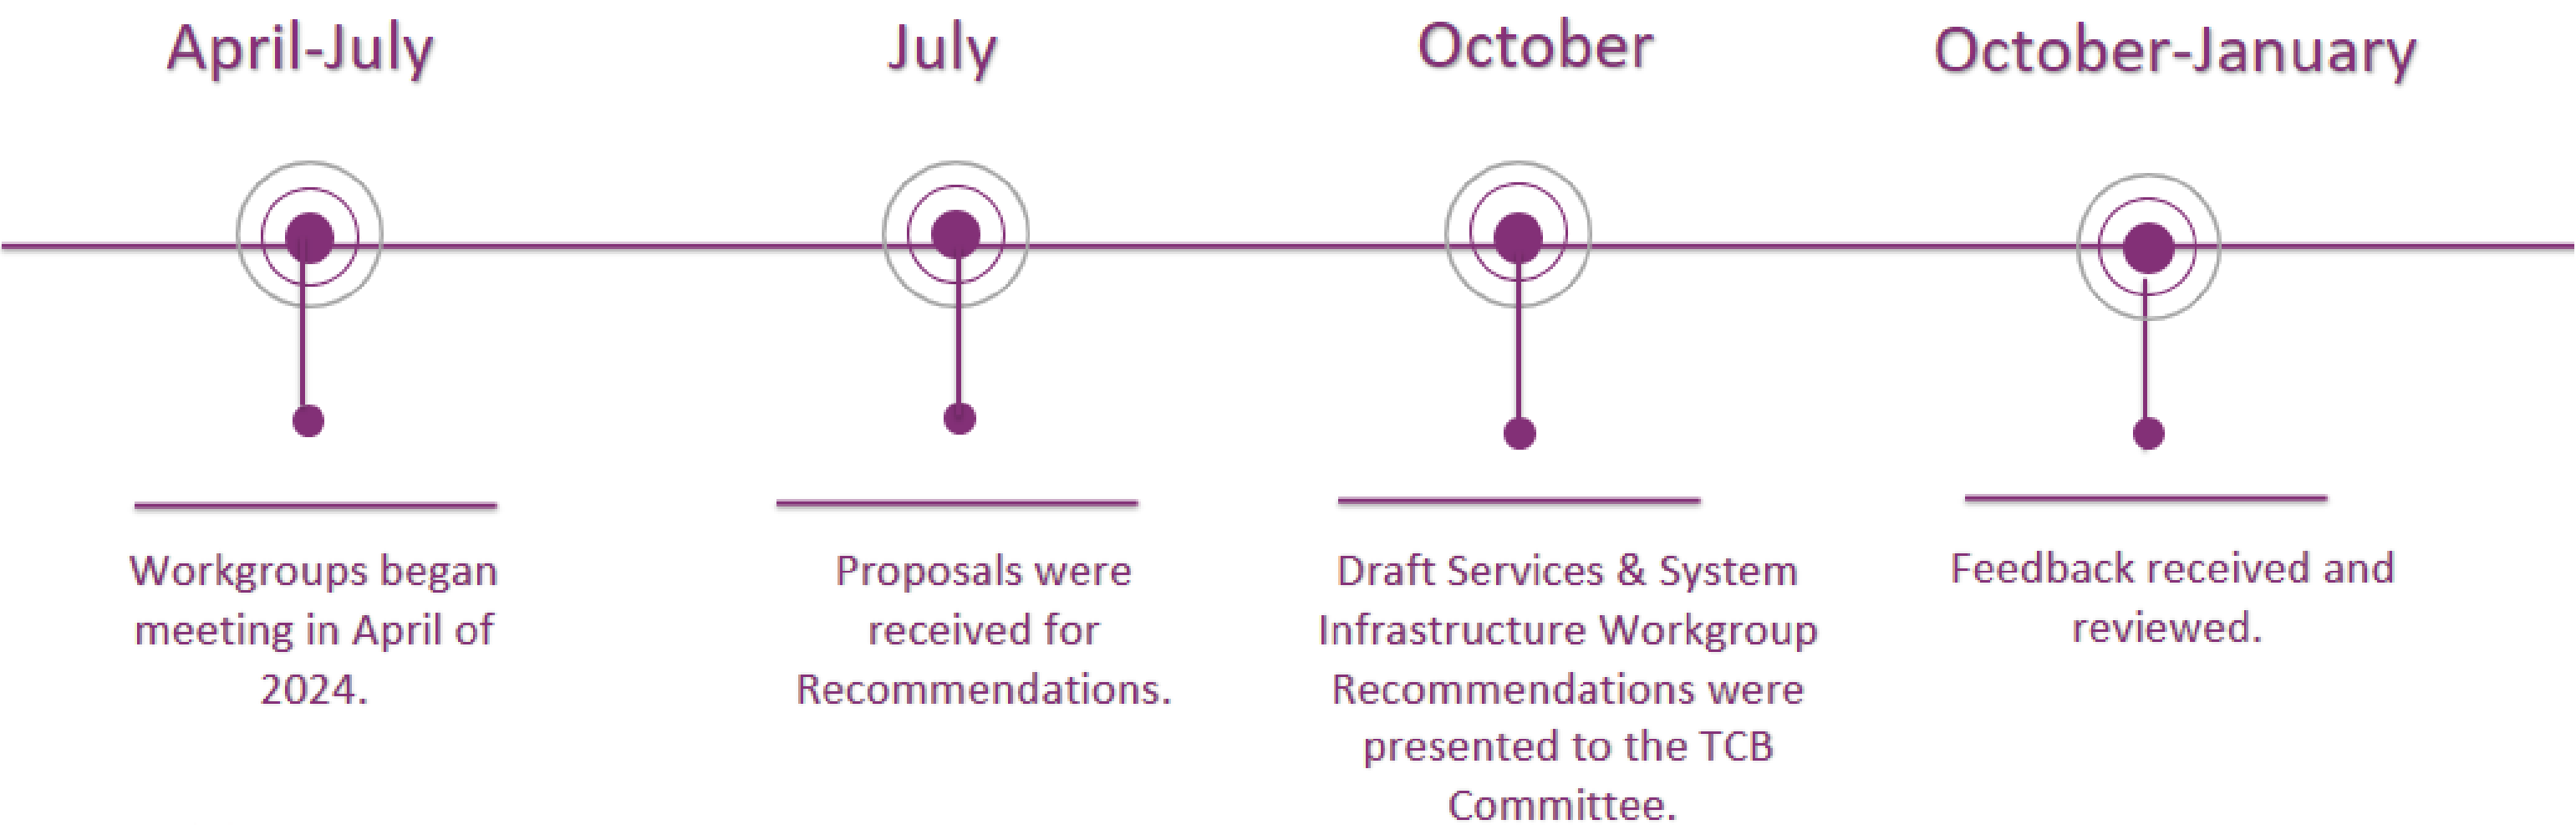 April-July
July
October
October-January
Workgroups began
meeting in April of
2024.
Proposals were
received for
Recommendations.
Draft Services & System
Infrastructure Workgroup
Recommendations were
presented to the TCB
Committee.
Feedback received and
reviewed.